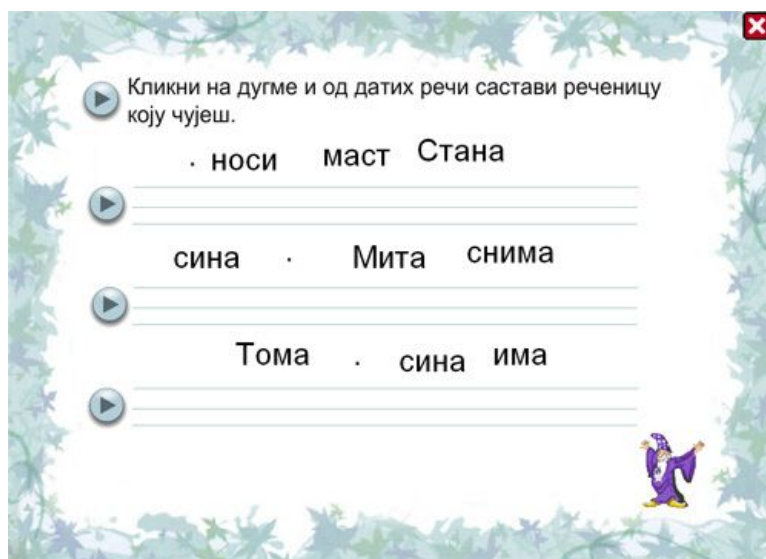 Кликни на дугме и од датих речи састави реченицу
коју чујеш.
. носи маст Стана
сина . Мита снима
Тома . сина има